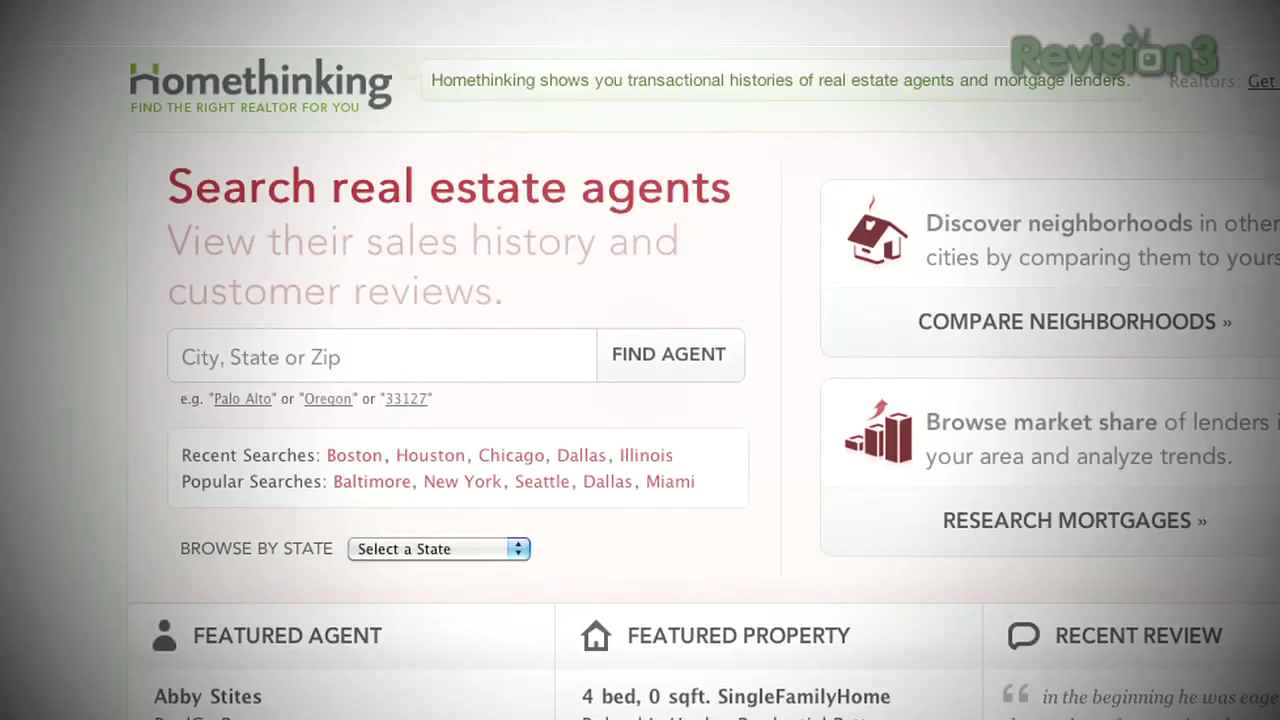 Revision3
Homethinking
FIND THE RIGHT REALTOR FOR YOU
Homethinking shows you transactional histories of real estate agents and mortgage lenders.
Realtors: Get
Search real estate agents
View their sales history and
customer reviews.
City, State or Zip
FIND AGENT
e.g. "Palo Alto" or "Oregon" or "33127"
Recent Searches: Boston, Houston, Chicago, Dallas, Illinois
Popular Searches: Baltimore, New York, Seattle, Dallas, Miami
BROWSE BY STATE Select a State
Discover neighborhoods in other
cities by comparing them to yours
COMPARE NEIGHBORHOODS »
Browse market share of lenders i
your area and analyze trends.
RESEARCH MORTGAGES »
FEATURED AGENT
Abby Stites
FEATURED PROPERTY
4 bed, 0 sqft. SingleFamilyHome
RECENT REVIEW
“ in the beginning he was eage